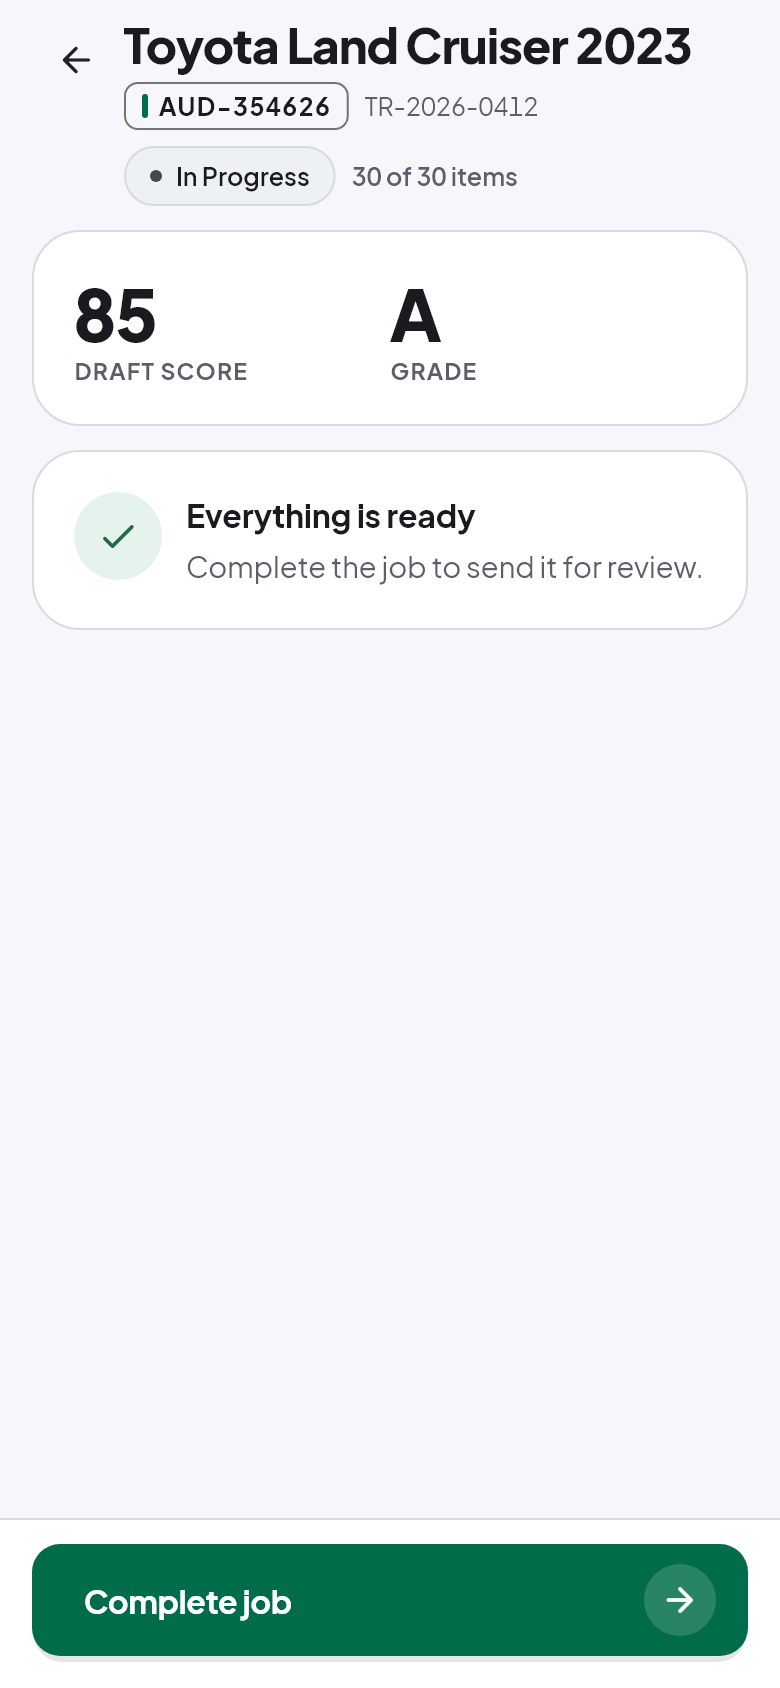 Toyota Land Cruiser 2023
AUD-354626 TR-2026-0412
In Progress 30 of 30 items
85 A
DRAFT SCORE GRADE
Everything is ready
Complete the job to send it for review.
Complete job